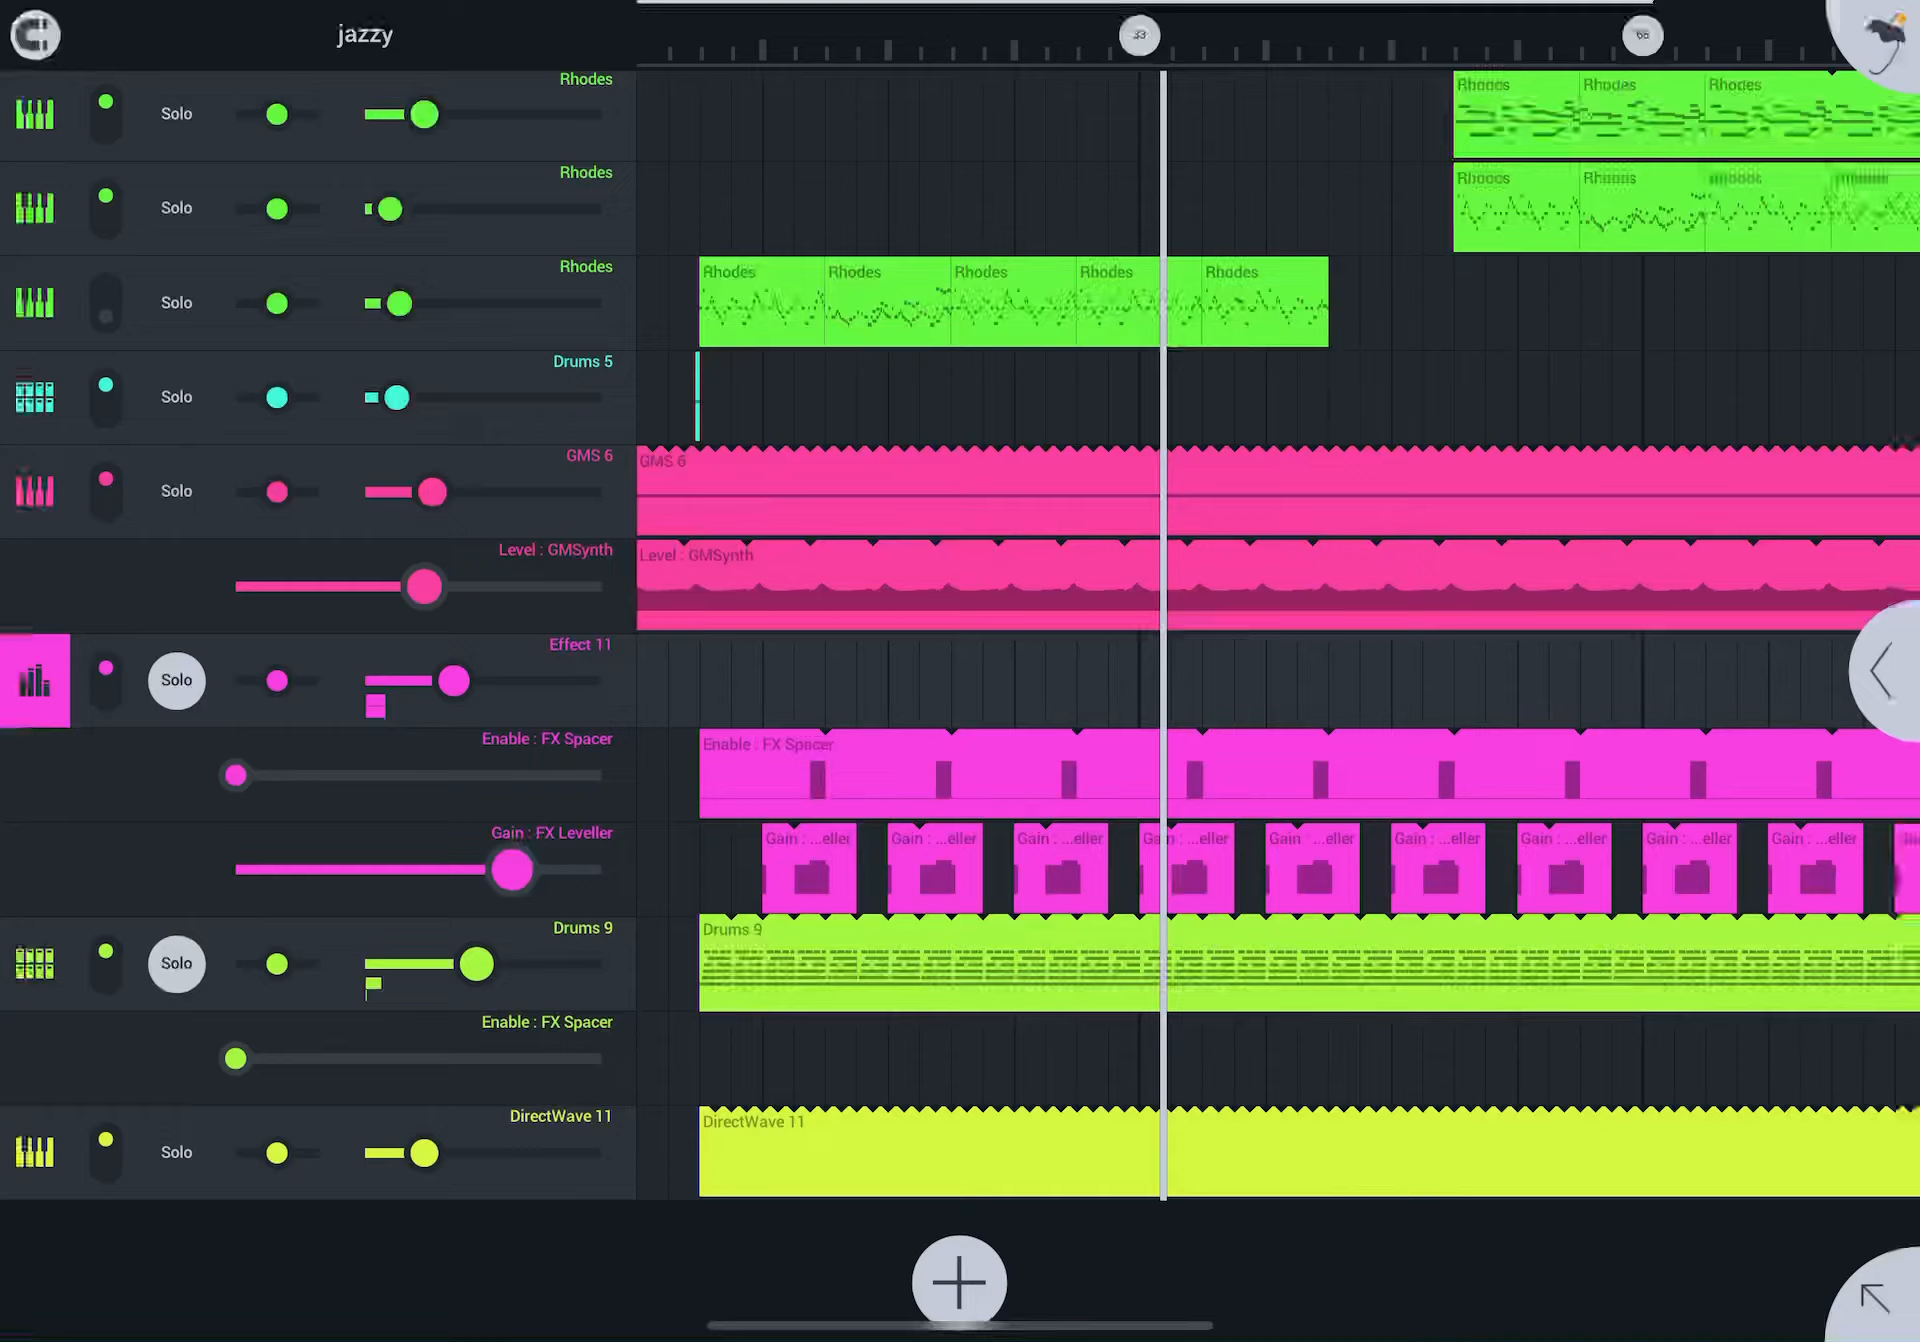 jazzy
33
Rhodes
Solo
Rhodes Rhodes Rhodes
Rhodes
Solo
Rhodes Rhodes
Rhodes
Solo
Rhodes Rhodes Rhodes Rhodes Rhodes
Drums 5
Solo
GMS 6
Solo
GMS 6
Level : GMSynth
Level : GMSynth
Effect 11
Solo
Enable : FX Spacer
Enable : FX Spacer
Gain : FX Leveller
Gain : ...eller Gain : ...eller Gain : ...eller Gain : ...eller Gain : ...eller Gain : ...eller Gain : ...eller Gain : ...eller Gain : ...eller
Drums 9
Solo
Drums 9
Enable : FX Spacer
DirectWave 11
Solo
DirectWave 11